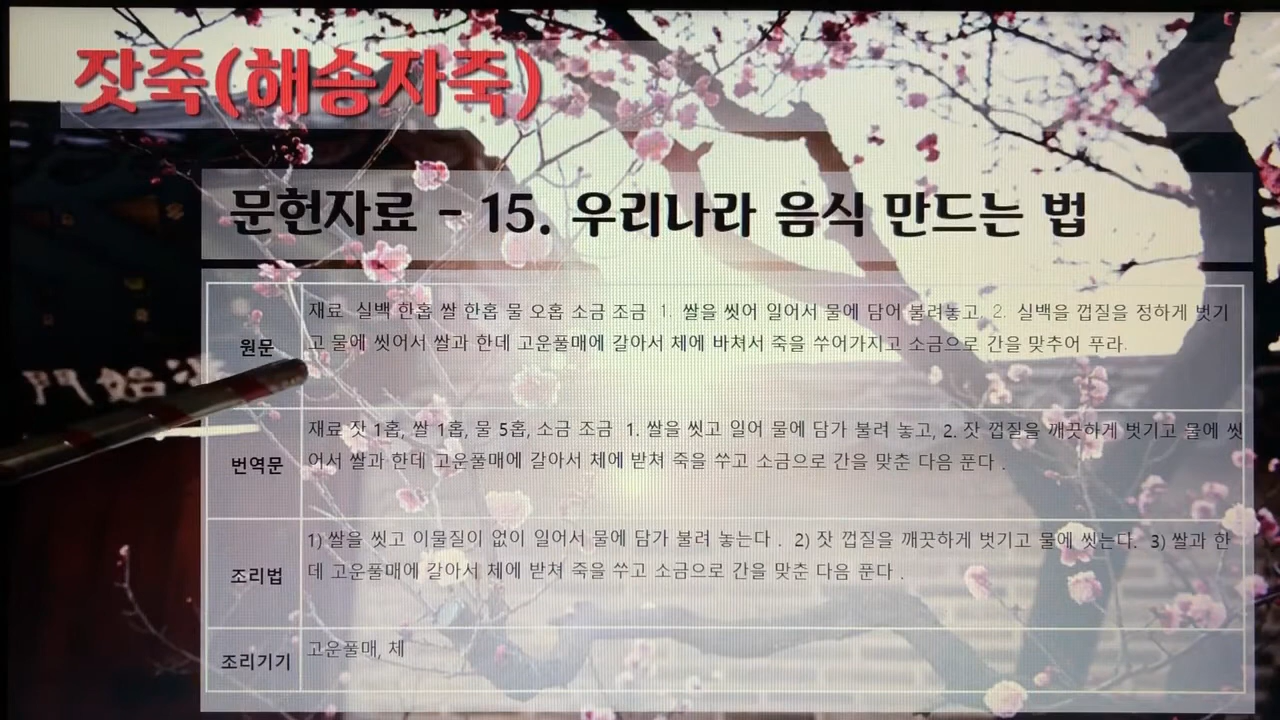 잣죽(해송자죽)
문헌자료 - 15. 우리나라 음식 만드는 법
원문
재료 실백 한홉 쌀 한홉 물 오홉 소금 조금 1. 쌀을 씻어 일어서 물에 담어 불려놓고 2. 실백을 껍질을 정하게 벗기
고 물에 씻어서 쌀과 한데 고운풀매에 갈아서 체에 바쳐서 죽을 쑤어가지고 소금으로 간을 맞추어 푸라.
번역문
재료 잣 1홉, 쌀 1홉, 물 5홉, 소금 조금 1. 쌀을 씻고 일어 물에 담가 불려 놓고, 2. 잣 껍질을 깨끗하게 벗기고 물에 씻
어서 쌀과 한데 고운풀매에 갈아서 체에 받쳐 죽을 쑤고 소금으로 간을 맞춘 다음 푼다 .
조리법
1) 쌀을 씻고 이물질이 없이 일어서 물에 담가 불려 놓는다 . 2) 잣 껍질을 깨끗하게 벗기고 물에 씻는다. 3) 쌀과 한
데 고운풀매에 갈아서 체에 받쳐 죽을 쑤고 소금으로 간을 맞춘 다음 푼다 .
조리기기
고운풀매, 체
門始